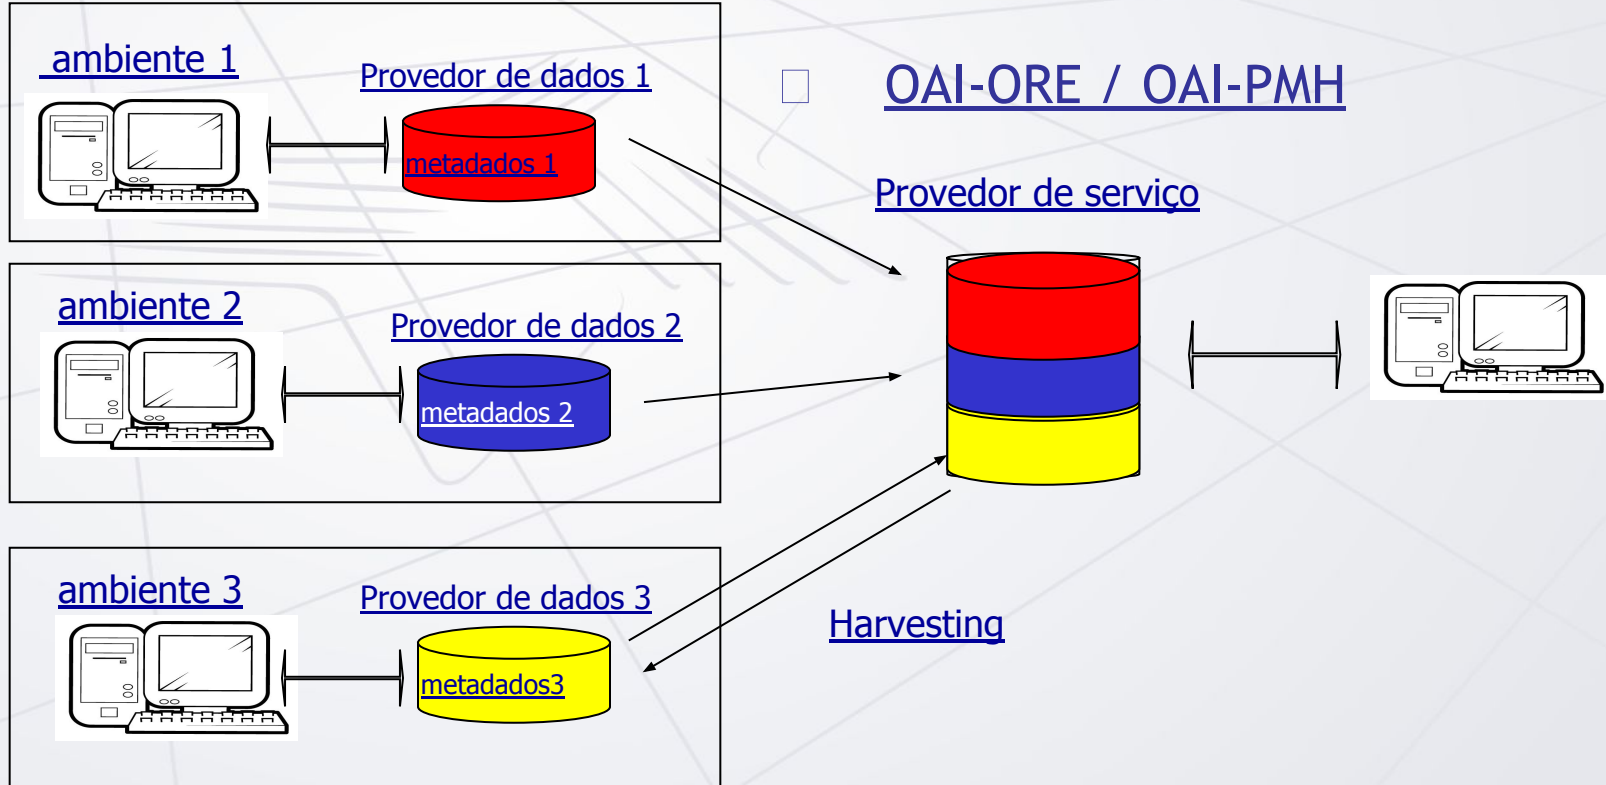 ambiente 1
Provedor de dados 1
metadados 1
OAI-ORE / OAI-PMH
Provedor de serviço
ambiente 2
Provedor de dados 2
metadados 2
ambiente 3
Provedor de dados 3
metadados3
Harvesting